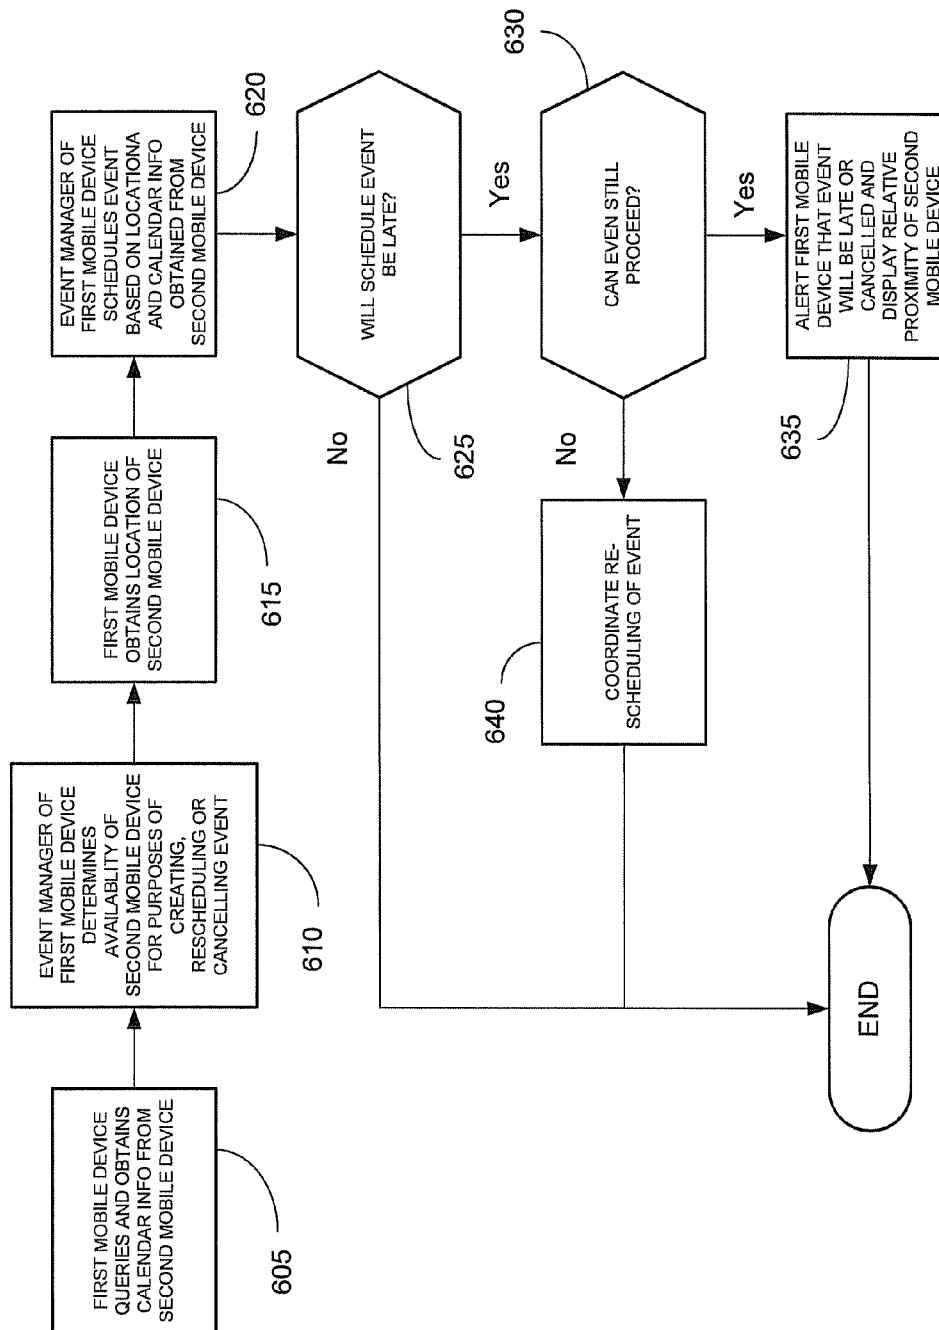 FIRST MOBILE DEVICE
QUERIES AND OBTAINS
CALENDAR INFO FROM
SECOND MOBILE DEVICE
605
EVENT MANAGER OF
FIRST MOBILE DEVICE
DETERMINES
AVAILABLITY OF
SECOND MOBILE DEVICE
FOR PURPOSES OF
CREATING,
RESCHEDULING OR
CANCELLING EVENT
610
FIRST MOBILE DEVICE
OBTAINS LOCATION OF
SECOND MOBILE DEVICE
615
EVENT MANAGER OF
FIRST MOBILE DEVICE
SCHEDULES EVENT
BASED ON LOCATIONA
AND CALENDAR INFO
OBTAINED FROM
SECOND MOBILE DEVICE
620
WILL SCHEDULE EVENT
BE LATE?
625
No
Yes
CAN EVEN STILL
PROCEED?
630
No
Yes
COORDINATE RE-
SCHEDULING OF EVENT
640
ALERT FIRST MOBILE
DEVICE THAT EVENT
WILL BE LATE OR
CANCELLED AND
DISPLAY RELATIVE
PROXIMITY OF SECOND
MOBILE DEVICE
635
END